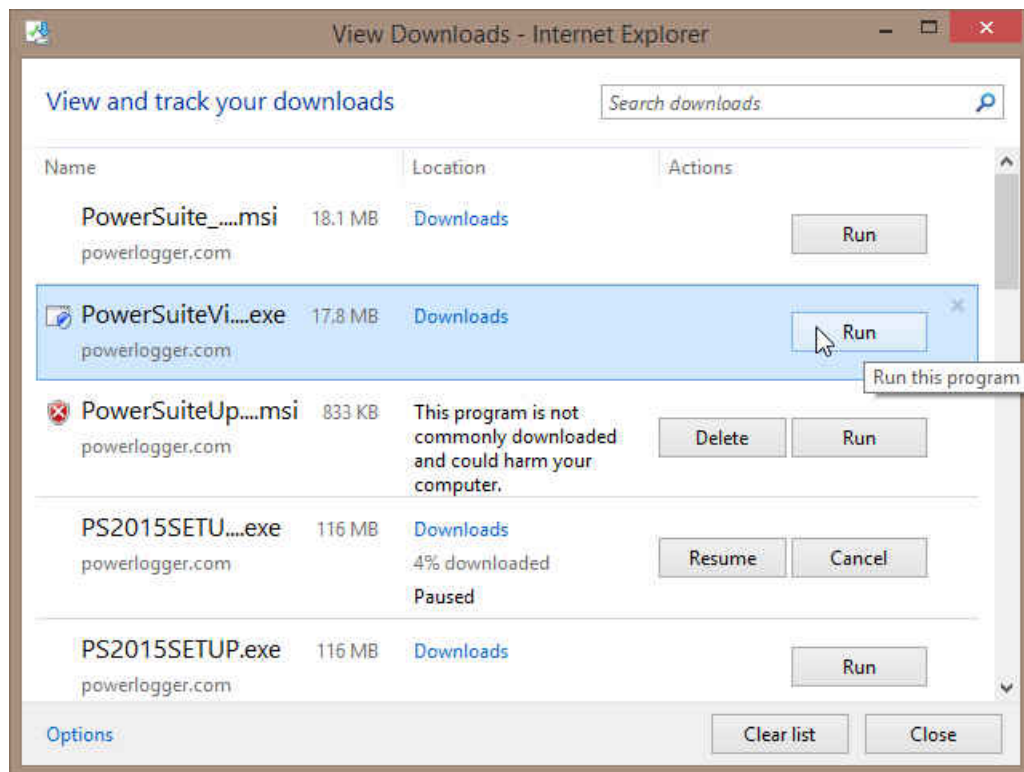 View Downloads - Internet Explorer
View and track your downloads
Search downloads
Name Location Actions
PowerSuite_....msi 18.1 MB Downloads
Run
powerlogger.com
PowerSuiteVi....exe 17.8 MB Downloads
Run
powerlogger.com
Run this program
PowerSuiteUp....msi 833 KB
This program is not
commonly downloaded
and could harm your
computer.
Delete Run
powerlogger.com
PS2015SETU....exe 116 MB Downloads
powerlogger.com
4% downloaded
Paused
Resume Cancel
PS2015SETUP.exe 116 MB Downloads
Run
powerlogger.com
Options Clear list Close